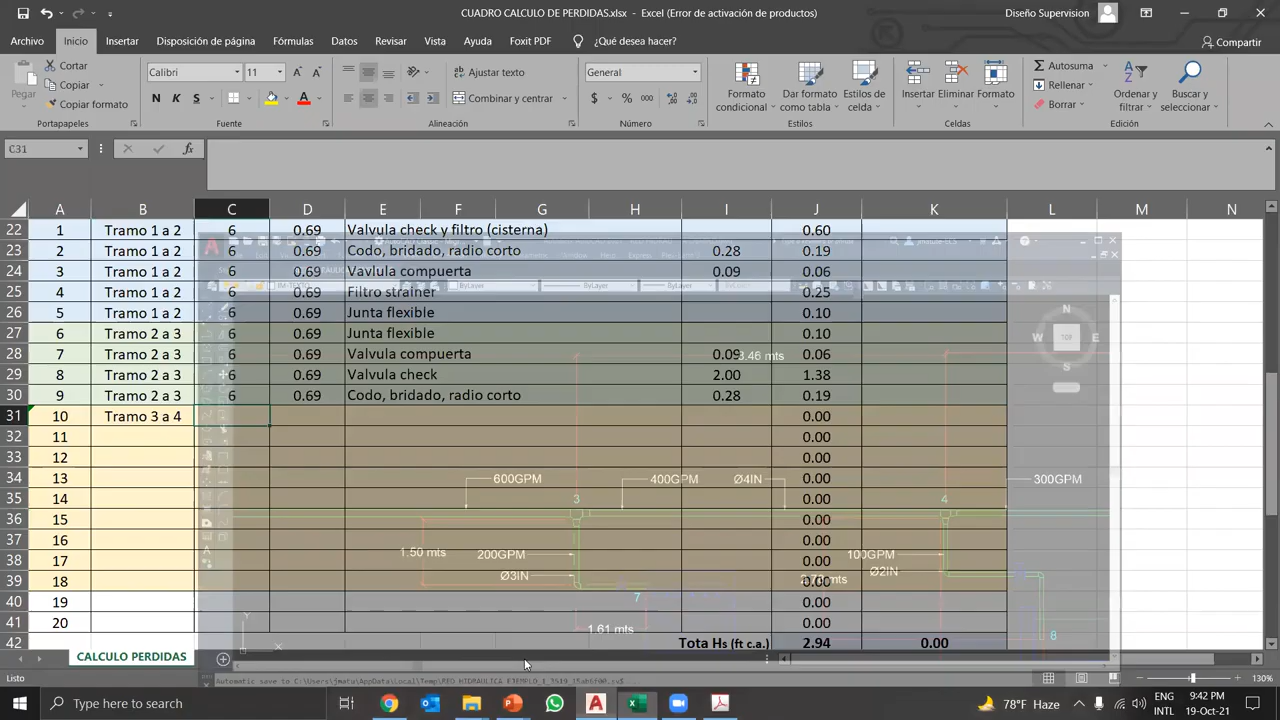 CUADRO CALCULO DE PERDIDAS.xlsx - Excel (Error de activación de productos)
Diseño Supervision
Archivo Inicio Insertar Disposición de página Fórmulas Datos Revisar Vista Ayuda Foxit PDF ¿Qué desea hacer? Compartir
Pegar
Cortar
Copiar
Copiar formato
Portapapeles
Calibri 11
N K S
Fuente
Ajustar texto
Combinar y centrar
Alineación
General
$ % 000
Número
Formato condicional
Dar formato como tabla
Estilos de celda
Estilos
Insertar Eliminar Formato
Celdas
Autosuma
Rellenar
Borrar
Ordenar y filtrar
Buscar y seleccionar
Edición
C31 fx
A B C D E F G H I J K L M N
22 1 Tramo 1 a 2 6 0.69 Valvula check y filtro (cisterna) 0.60
23 2 Tramo 1 a 2 6 0.69 Codo, bridado, radio corto 0.28 0.19
24 3 Tramo 1 a 2 6 0.69 Vavlula compuerta 0.09 0.06
25 4 Tramo 1 a 2 6 0.69 Filtro strainer 0.25
26 5 Tramo 1 a 2 6 0.69 Junta flexible 0.10
27 6 Tramo 2 a 3 6 0.69 Junta flexible 0.10
28 7 Tramo 2 a 3 6 0.69 Valvula compuerta 0.09 0.06
3.46 mts
29 8 Tramo 2 a 3 6 0.69 Valvula check 2.00 1.38
30 9 Tramo 2 a 3 6 0.69 Codo, bridado, radio corto 0.28 0.19
31 10 Tramo 3 a 4 0.00
32 11 0.00
33 12 0.00
34 13 0.00
600GPM 400GPM Ø4IN 300GPM
35 14 0.00
3 4
36 15 0.00
37 16 0.00
1.50 mts
38 17 0.00
200GPM 100GPM
39 18 0.00
Ø3IN Ø2IN
40 19 0.00
7
41 20 0.00
1.61 mts
8
42 Tota Hs (ft c.a.) 2.94 0.00
CALCULO PERDIDAS
Listo
130%
Type here to search
78°F Haze
ENG
INTL
9:42 PM
19-Oct-21